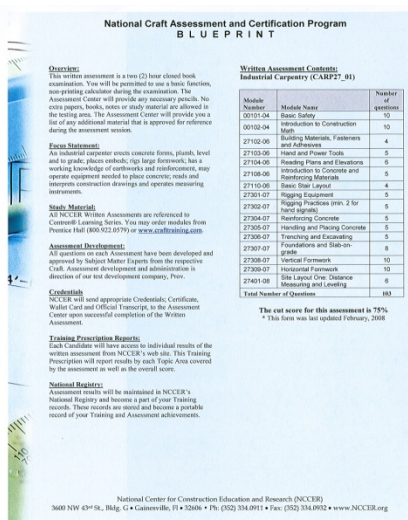 National Craft Assessment and Certification Program
BLUEPRINT
Overview:
This written assessment is a two (2) hour closed book
examination. You will be permitted to use a basic function,
non-printing calculator during the examination. The
Assessment Center will provide any necessary pencils. No
extra papers, books, notes or study material are allowed in
the testing area. The Assessment Center will provide you a
list of any additional material that is approved for reference
during the assessment session.
Focus Statement:
An industrial carpenter erects concrete forms, plumb, level
and to grade; places embeds; rigs large formwork; has a
working knowledge of earthworks and reinforcement, may
operate equipment needed to place concrete; reads and
interprets construction drawings and operates measuring
instruments.
Study Material:
All NCCER Written Assessments are referenced to
Contren® Learning Series. You may order modules from
Prentice Hall (800.922.0579) or www.crafttraining.com.
Assessment Development:
All questions on each Assessment have been developed and
approved by Subject Matter Experts from the respective
Craft. Assessment development and administration is
direction of our test development company, Prov.
Credentials
NCCER will send appropriate Credentials; Certificate,
Wallet Card and Official Transcript, to the Assessment
Center upon successful completion of the Written
Assessment.
Training Prescription Reports:
Each Candidate will have access to individual results of the
written assessment from NCCER's web site. This Training
Prescription will report results by each Topic Area covered
by the assessment as well as the overall score.
National Registry:
Assessment results will be maintained in NCCER's
National Registry and become a part of your Training
records. These records are stored and become a portable
record of your Training and Assessment achievements.
Written Assessment Contents:
Industrial Carpentry (CARP27_01)
Module Number Module Name Number of questions
00101-04 Basic Safety 10
00102-04 Introduction to Construction Math 10
27102-06 Building Materials, Fasteners and Adhesives 4
27103-06 Hand and Power Tools 5
27104-06 Reading Plans and Elevations 6
27108-06 Introduction to Concrete and Reinforcing Materials 5
27110-06 Basic Stair Layout 4
27301-07 Rigging Equipment 5
27302-07 Rigging Practices (min. 2 for hand signals) 5
27304-07 Reinforcing Concrete 5
27305-07 Handling and Placing Concrete 5
27306-07 Trenching and Excavating 5
27307-07 Foundations and Slab-on-grade 8
27308-07 Vertical Formwork 10
27309-07 Horizontal Formwork 10
27401-08 Site Layout One: Distance Measuring and Leveling 6
Total Number of Questions 103
The cut score for this assessment is 75%
* This form was last updated February, 2008
National Center for Construction Education and Research (NCCER)
3600 NW 43rd St., Bldg. G • Gainesville, Fl • 32606 • Ph: (352) 334.0911 • Fax: (352) 334.0932 • www.NCCER.org